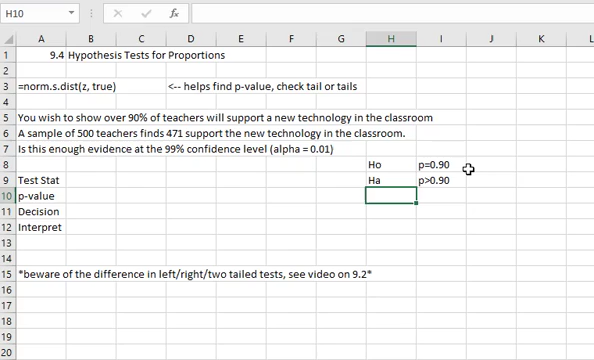 H10
fx
A B C D E F G H I J K L
1 9.4 Hypothesis Tests for Proportions
2
3 =norm.s.dist(z, true) <-- helps find p-value, check tail or tails
4
5 You wish to show over 90% of teachers will support a new technology in the classroom
6 A sample of 500 teachers finds 471 support the new technology in the classroom.
7 Is this enough evidence at the 99% confidence level (alpha = 0.01)
8 Ho p=0.90
9 Test Stat Ha p>0.90
10 p-value
11 Decision
12 Interpret
13
14
15 *beware of the difference in left/right/two tailed tests, see video on 9.2*
16
17
18
19
20